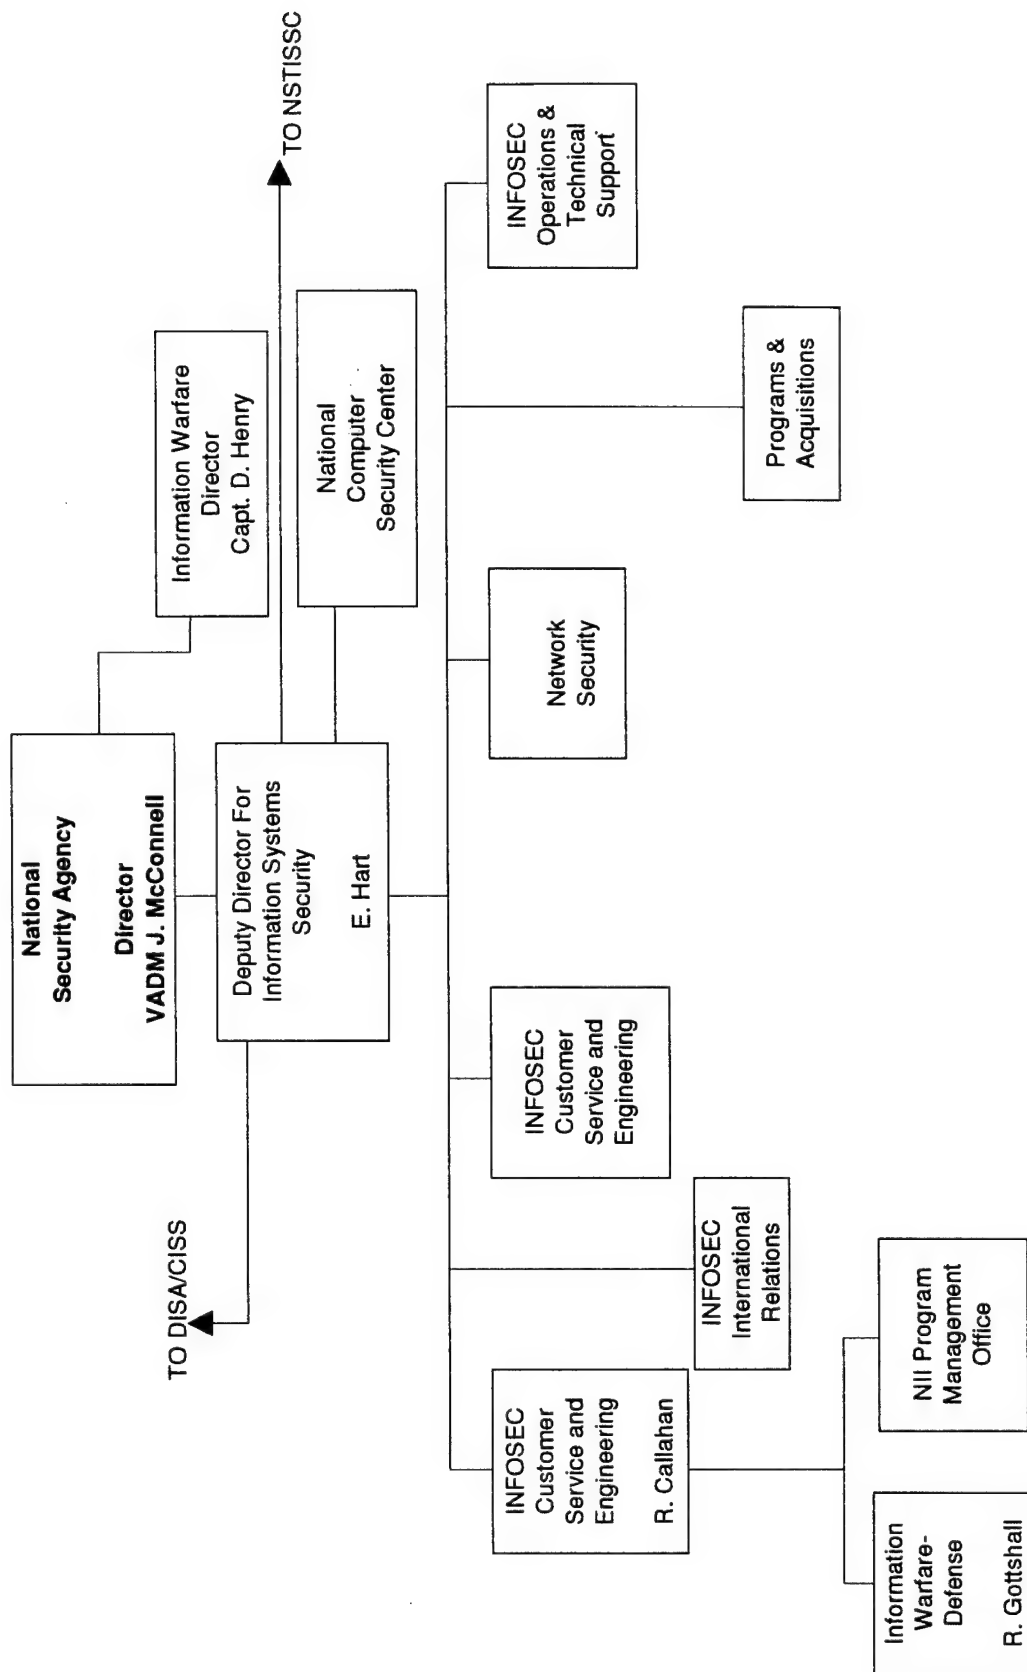 National
Security Agency
Director
VADM J. McConnell
Information Warfare
Director
Capt. D. Henry
TO DISA/CISS
TO NSTISSC
Deputy Director For
Information Systems
Security
E. Hart
National
Computer
Security Center
INFOSEC
Customer
Service and
Engineering
R. Callahan
INFOSEC
International
Relations
INFOSEC
Customer
Service and
Engineering
Network
Security
Programs &
Acquisitions
INFOSEC
Operations &
Technical
Support
Information
Warfare-
Defense
R. Gottshall
NII Program
Management
Office